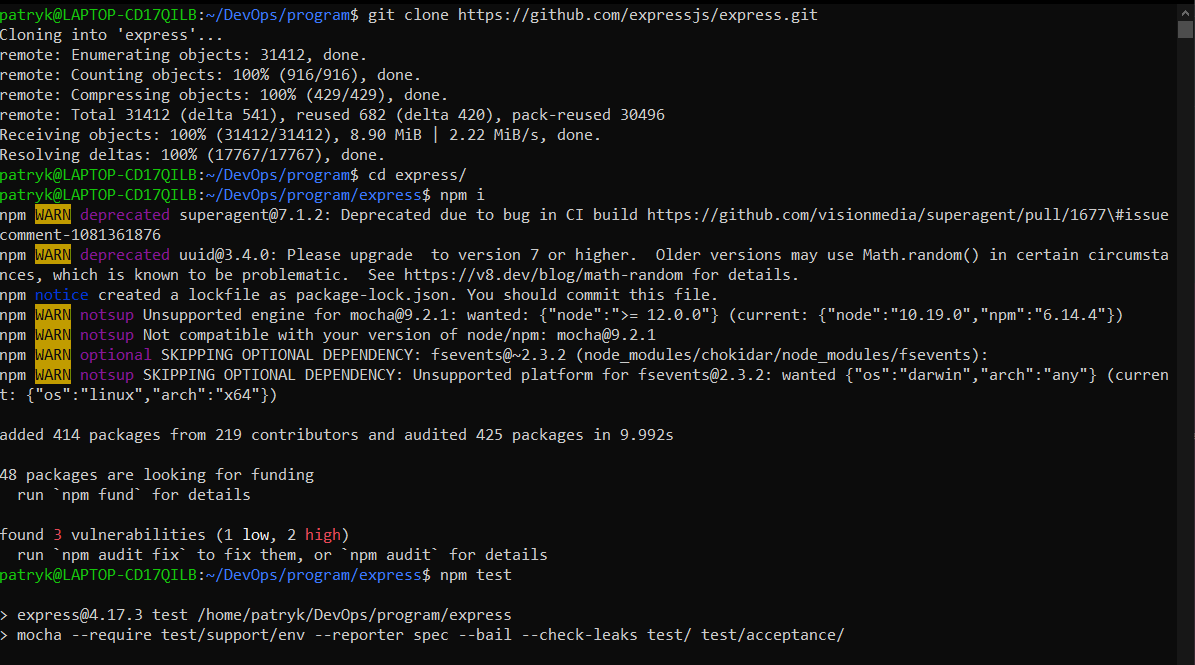 patryk@LAPTOP-CD17QILB:~/DevOps/program$ git clone https://github.com/expressjs/express.git
Cloning into 'express'...
remote: Enumerating objects: 31412, done.
remote: Counting objects: 100% (916/916), done.
remote: Compressing objects: 100% (429/429), done.
remote: Total 31412 (delta 541), reused 682 (delta 420), pack-reused 30496
Receiving objects: 100% (31412/31412), 8.90 MiB | 2.22 MiB/s, done.
Resolving deltas: 100% (17767/17767), done.
patryk@LAPTOP-CD17QILB:~/DevOps/program$ cd express/
patryk@LAPTOP-CD17QILB:~/DevOps/program/express$ npm i
npm WARN deprecated superagent@7.1.2: Deprecated due to bug in CI build https://github.com/visionmedia/superagent/pull/1677\#issue
comment-1081361876
npm WARN deprecated uuid@3.4.0: Please upgrade  to version 7 or higher.  Older versions may use Math.random() in certain circumsta
nces, which is known to be problematic.  See https://v8.dev/blog/math-random for details.
npm notice created a lockfile as package-lock.json. You should commit this file.
npm WARN notsup Unsupported engine for mocha@9.2.1: wanted: {"node":">= 12.0.0"} (current: {"node":"10.19.0","npm":"6.14.4"})
npm WARN notsup Not compatible with your version of node/npm: mocha@9.2.1
npm WARN optional SKIPPING OPTIONAL DEPENDENCY: fsevents@~2.3.2 (node_modules/chokidar/node_modules/fsevents):
npm WARN notsup SKIPPING OPTIONAL DEPENDENCY: Unsupported platform for fsevents@2.3.2: wanted {"os":"darwin","arch":"any"} (curren
t: {"os":"linux","arch":"x64"})
added 414 packages from 219 contributors and audited 425 packages in 9.992s
48 packages are looking for funding
  run `npm fund` for details
found 3 vulnerabilities (1 low, 2 high)
  run `npm audit fix` to fix them, or `npm audit` for details
patryk@LAPTOP-CD17QILB:~/DevOps/program/express$ npm test
> express@4.17.3 test /home/patryk/DevOps/program/express
> mocha --require test/support/env --reporter spec --bail --check-leaks test/ test/acceptance/